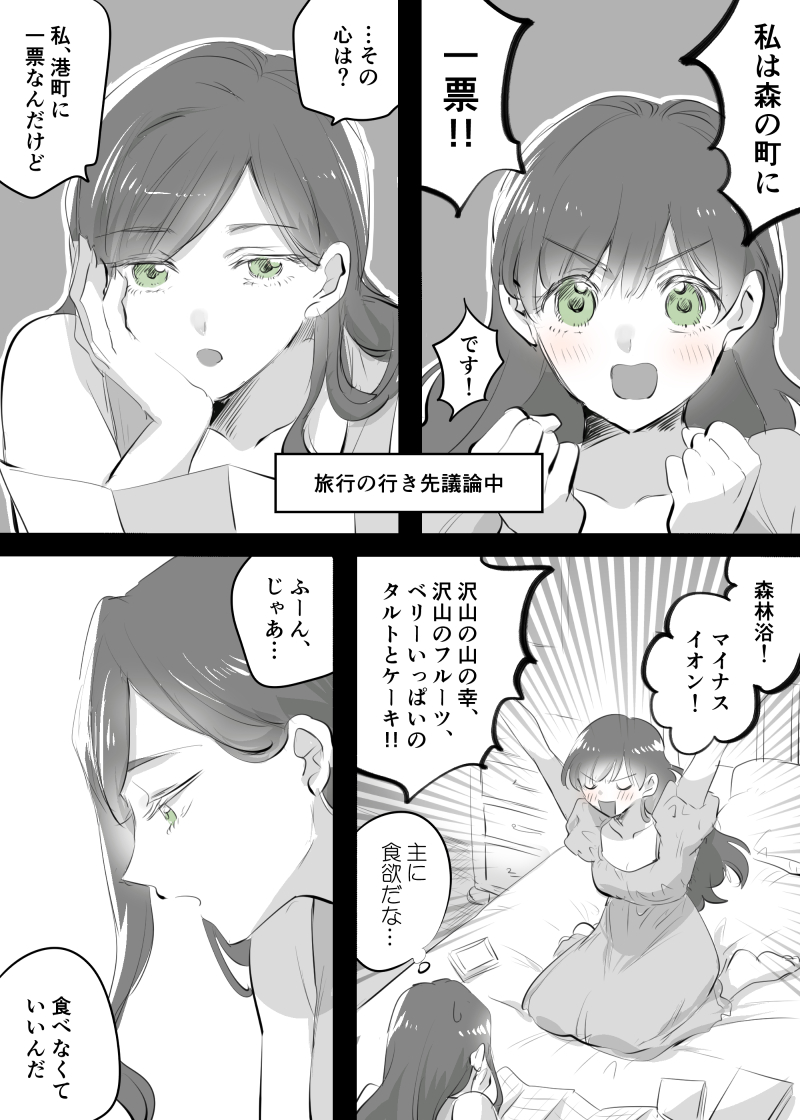 私は森の町に
一票!!
です！
…その
心は？
私、港町に
一票なんだけど
旅行の行き先議論中
森林浴！
マイナス
イオン！
沢山の山の幸、
沢山のフルーツ、
ベリーいっぱいの
タルトとケーキ!!
主に
食欲だな…
ふーん、
じゃあ…
食べなくて
いいんだ